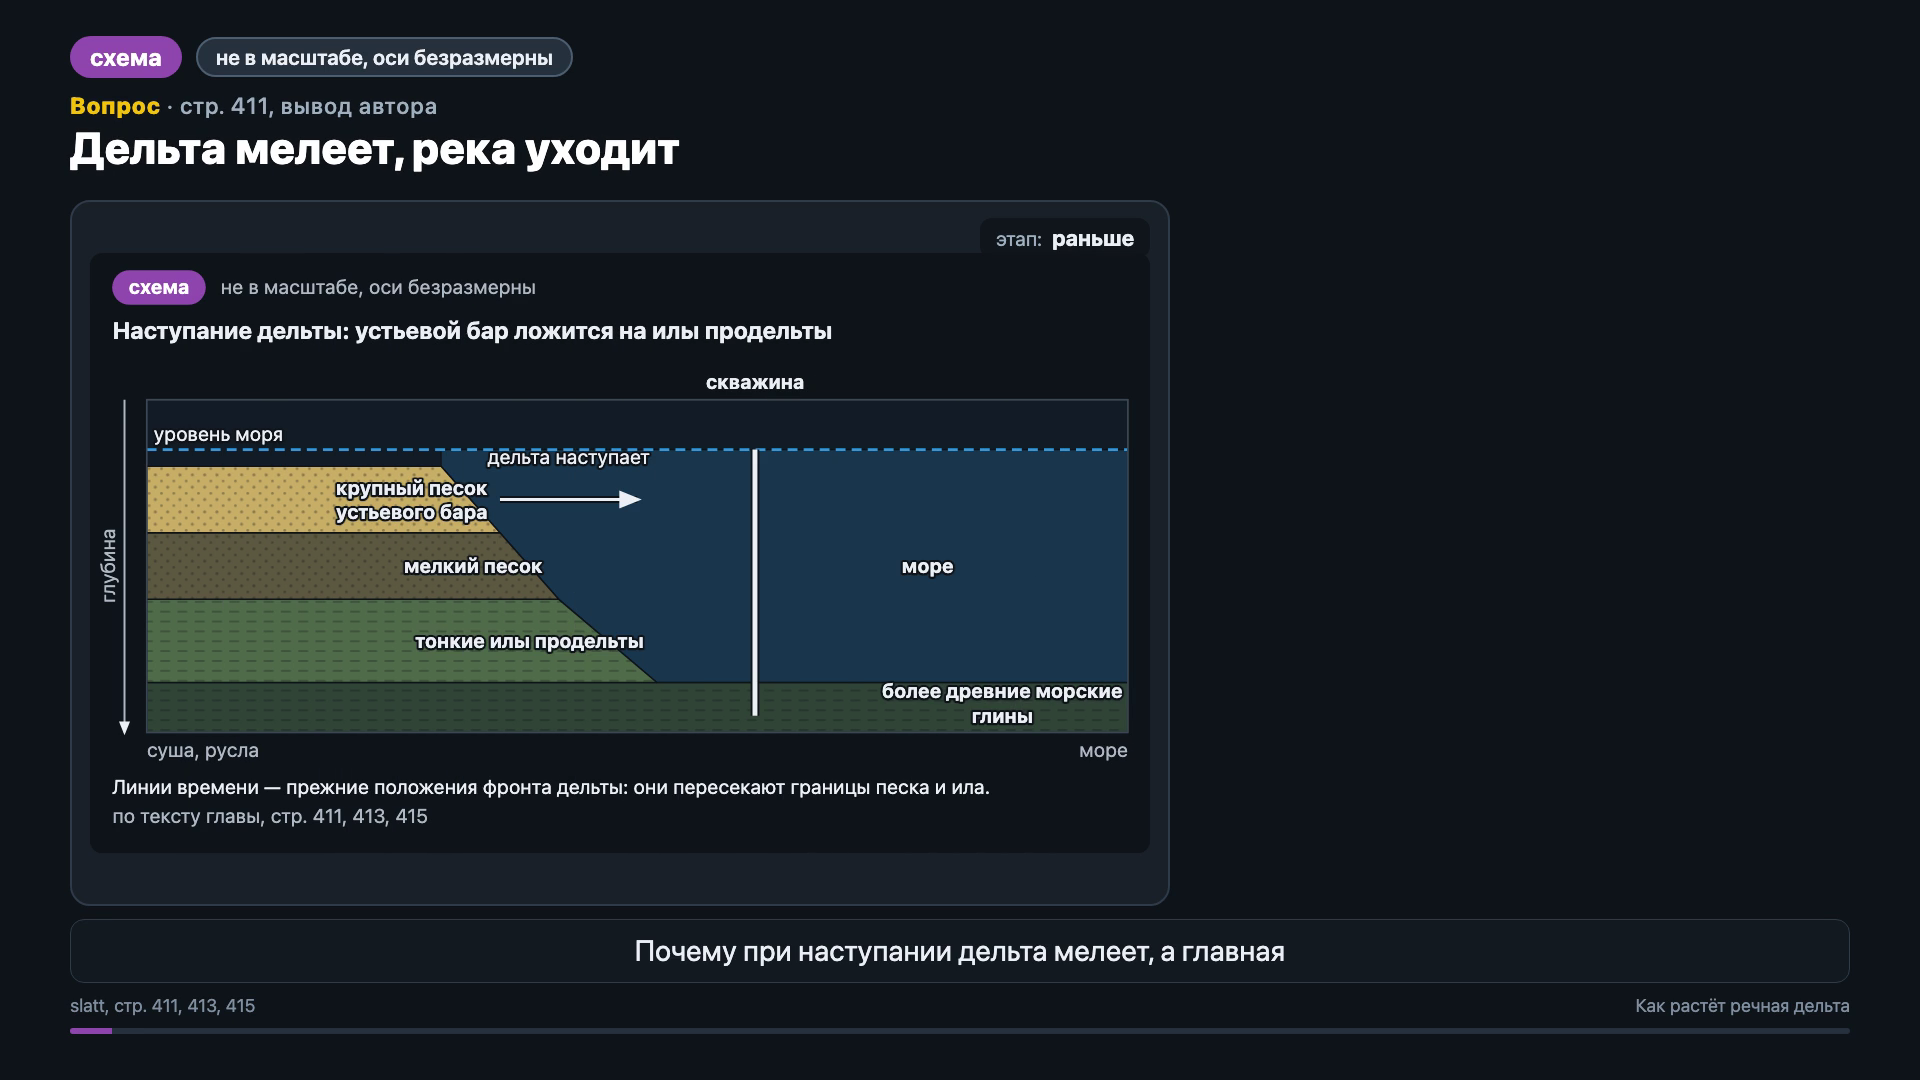 схема
не в масштабе, оси безразмерны
Вопрос · стр. 411, вывод автора
Дельта мелеет, река уходит
этап: раньше
схема
не в масштабе, оси безразмерны
Наступание дельты: устьевой бар ложится на илы продельты
скважина
уровень моря
дельта наступает
крупный песок
устьевого бара
мелкий песок
море
глубина
тонкие илы продельты
более древние морские
глины
суша, русла
море
Линии времени — прежние положения фронта дельты: они пересекают границы песка и ила.
по тексту главы, стр. 411, 413, 415
Почему при наступании дельта мелеет, а главная
slatt, стр. 411, 413, 415
Как растёт речная дельта